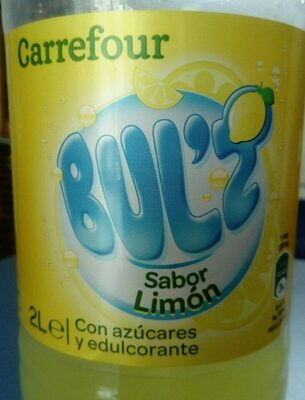 Carrefour
BUL'Z
Sabor
Limón
2L e Con azúcares
y edulcorante